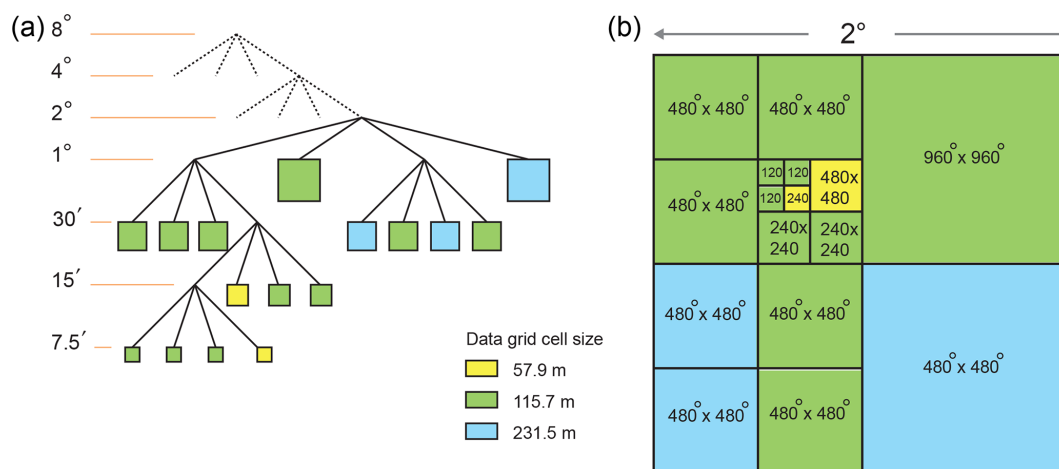 (a)
8°
4°
2°
1°
30′
15′
7.5′
Data grid cell size
57.9 m
115.7 m
231.5 m
(b)
2°
480° x 480°
480° x 480°
960° x 960°
480° x 480°
120
120
480x
480
120
240
240x
240
240x
240
480° x 480°
480° x 480°
480° x 480°
480° x 480°
480° x 480°